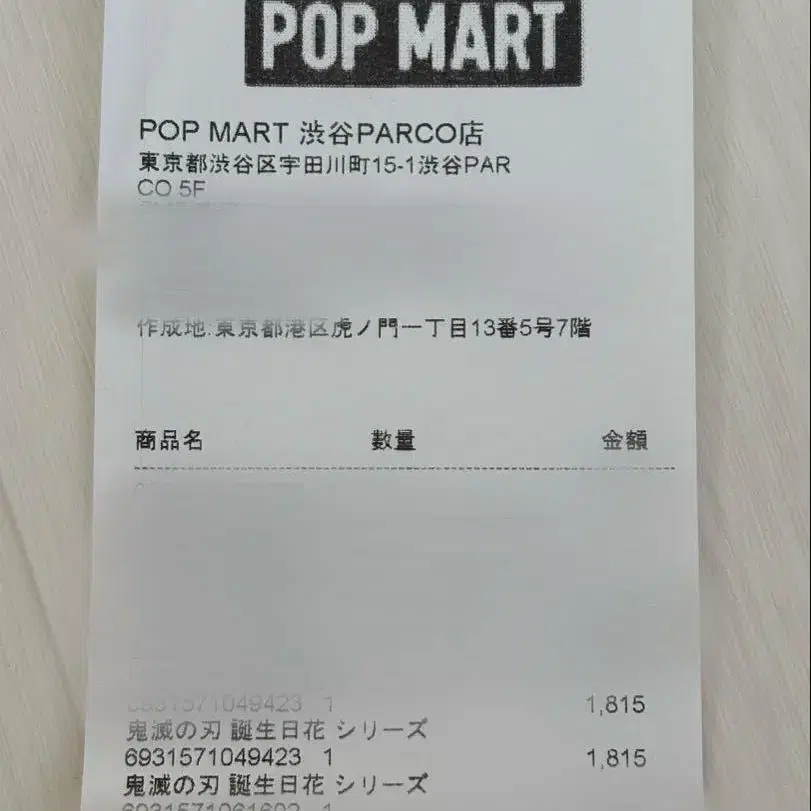 POP MART
POP MART 渋谷PARCO店
東京都渋谷区宇田川町15-1渋谷PAR
CO 5F
作成地:東京都港区虎ノ門一丁目13番5号7階
商品名 数量 金額
6931571049423 1 1,815
鬼滅の刃 誕生日花 シリーズ
6931571049423 1 1,815
鬼滅の刃 誕生日花 シリーズ